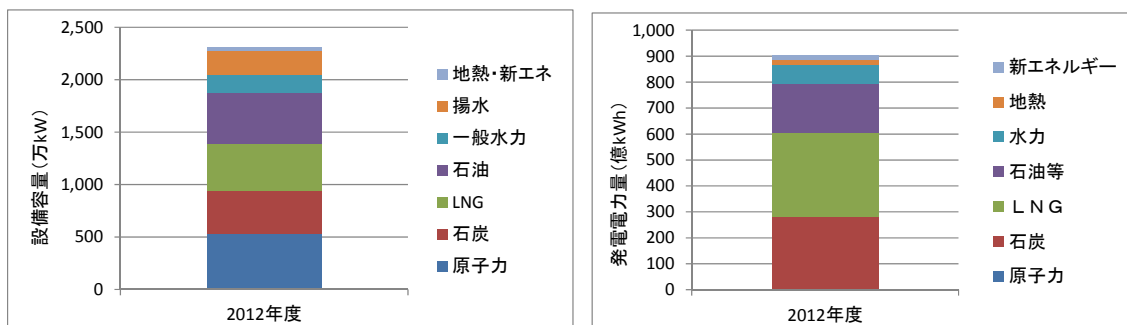 設備容量(万kW)
2,500
2,000
1,500
1,000
500
0
2012年度
地熱・新エネ
揚水
一般水力
石油
LNG
石炭
原子力
発電電力量(億kWh)
1,000
900
800
700
600
500
400
300
200
100
0
2012年度
新エネルギー
地熱
水力
石油等
ＬＮＧ
石炭
原子力